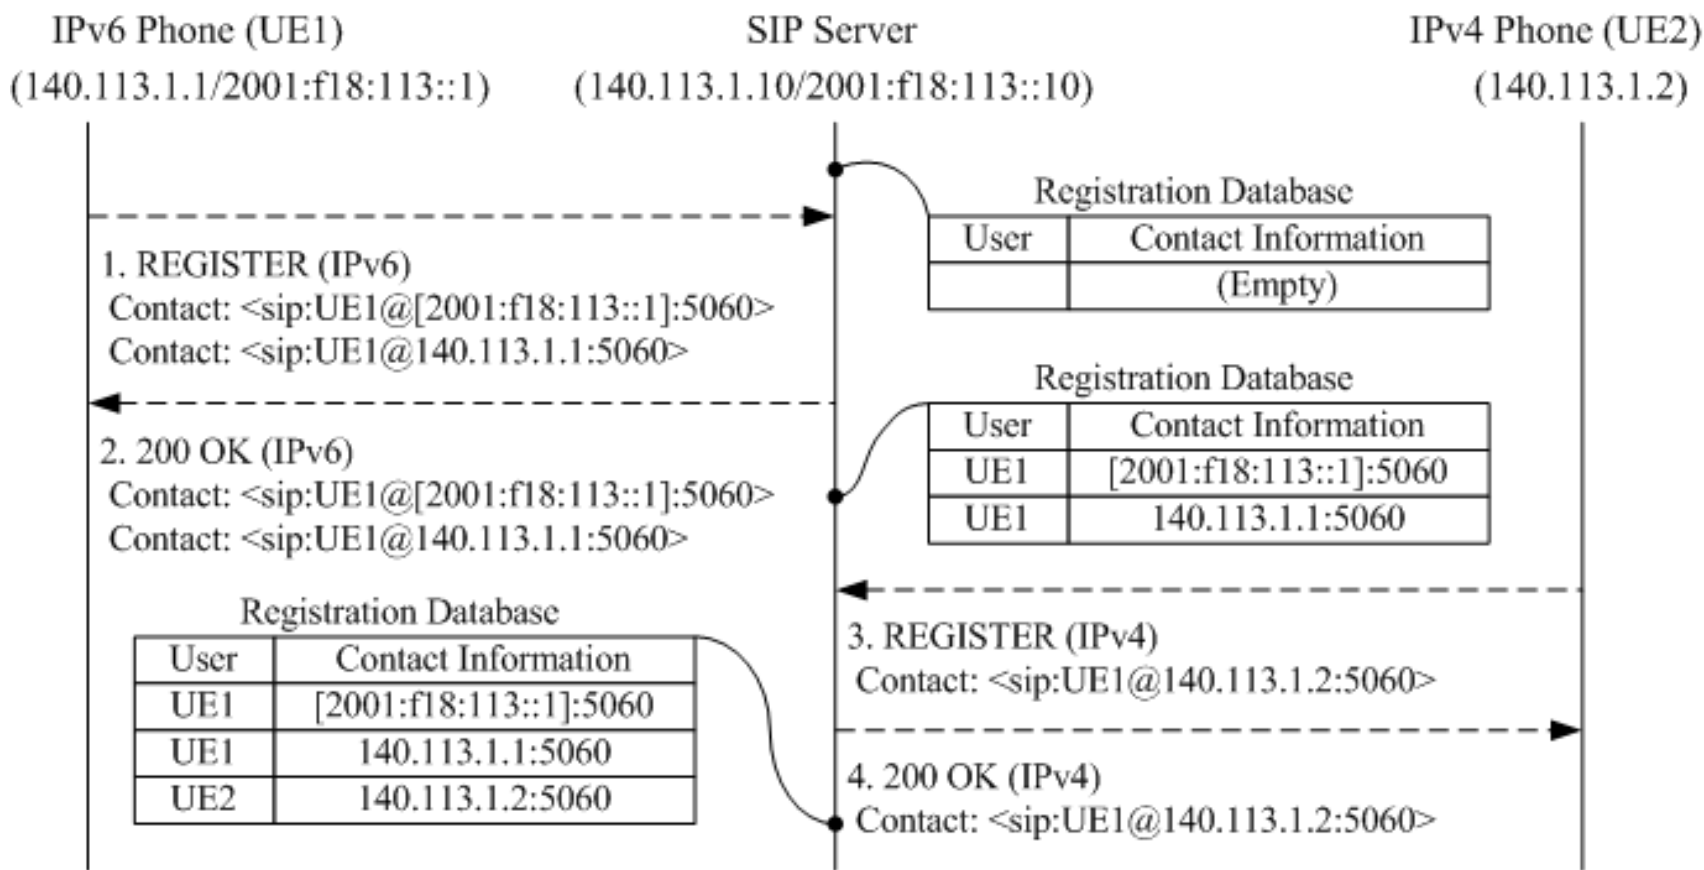 IPv6 Phone (UE1)
(140.113.1.1/2001:f18:113::1)
SIP Server
(140.113.1.10/2001:f18:113::10)
IPv4 Phone (UE2)
(140.113.1.2)
Registration Database
User Contact Information
(Empty)
1. REGISTER (IPv6)
Contact: <sip:UE1@[2001:f18:113::1]:5060>
Contact: <sip:UE1@140.113.1.1:5060>
Registration Database
User Contact Information
UE1 [2001:f18:113::1]:5060
UE1 140.113.1.1:5060
2. 200 OK (IPv6)
Contact: <sip:UE1@[2001:f18:113::1]:5060>
Contact: <sip:UE1@140.113.1.1:5060>
3. REGISTER (IPv4)
Contact: <sip:UE1@140.113.1.2:5060>
Registration Database
User Contact Information
UE1 [2001:f18:113::1]:5060
UE1 140.113.1.1:5060
UE2 140.113.1.2:5060
4. 200 OK (IPv4)
Contact: <sip:UE1@140.113.1.2:5060>